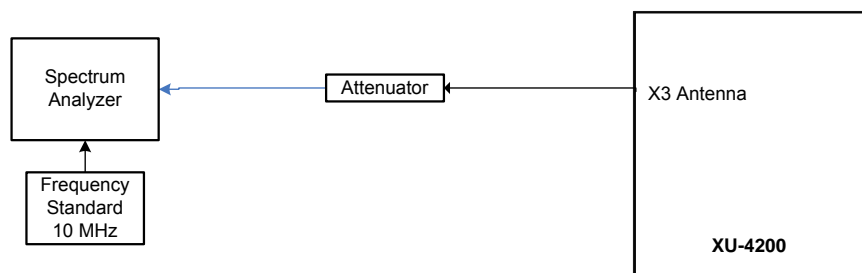 Spectrum
Analyzer
Attenuator
X3 Antenna
Frequency
Standard
10 MHz
XU-4200